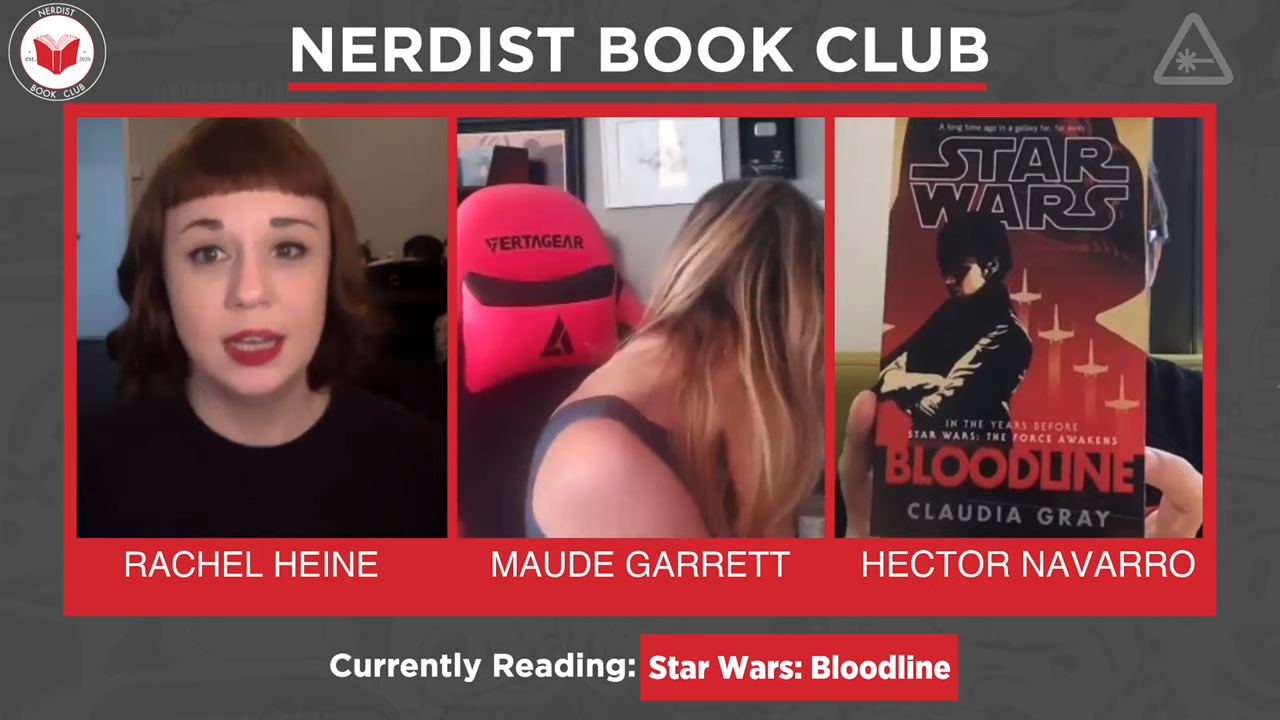 NERDIST
est. 2020
BOOK CLUB
NERDIST BOOK CLUB
VERTAGEAR
A long time ago in a galaxy far, far away....
STAR
WARS
IN THE YEARS BEFORE
STAR WARS: THE FORCE AWAKENS
BLOODLINE
CLAUDIA GRAY
RACHEL HEINE
MAUDE GARRETT
HECTOR NAVARRO
Currently Reading: Star Wars: Bloodline